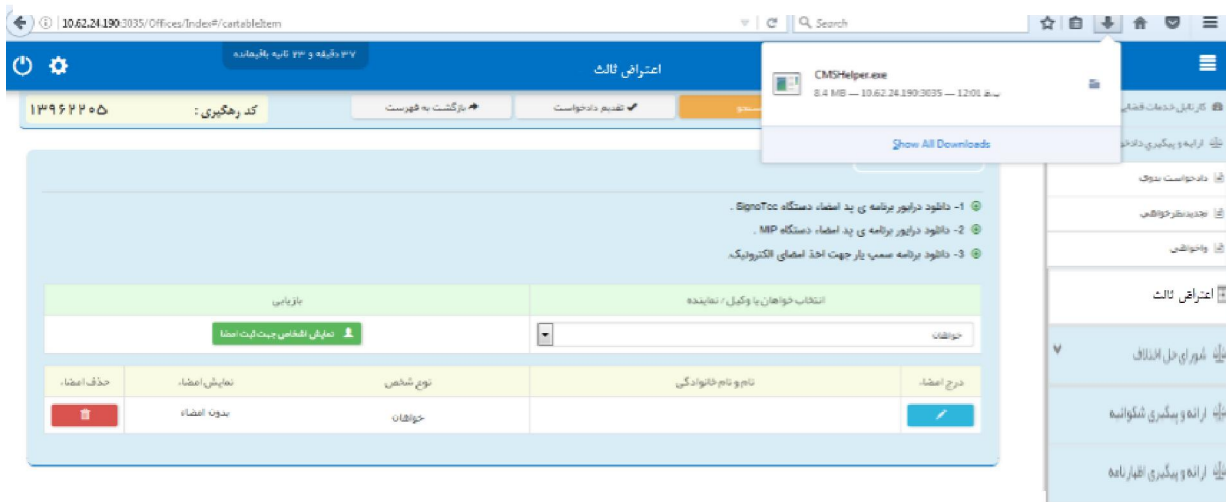 10.62.24.190:3035/Offices/Index#/cartableItem
Search
۳۷ دقیقه و ۲۳ ثانیه باقیمانده
اعتراض ثالث
CMSHelper.exe
8.4 MB — 10.62.24.190:3035 — 12:01
Show All Downloads
کد رهگیری :
۱۳۹۶۲۲۰۵
بازگشت به فهرست
تقدیم دادخواست
کارتابل خدمات قضائی
ارایه و پیگیری
دادخواست بدوی
تجدیدنظرخواهی
واخواهی
اعتراض ثالث
شورای حل اختلاف
ارائه و پیگیری شکوائیه
ارائه و پیگیری اظهارنامه
1- دانلود درایور برنامه ی پد امضاء دستگاه SignoTec .
2- دانلود درایور برنامه ی پد امضاء دستگاه MIP .
3- دانلود برنامه سمپ یار جهت اخذ امضای الکترونیک.
انتخاب خواهان یا وکیل / نماینده
بازیابی
خواهان
نمایش اشخاص جهت ثبت امضا
درج امضاء
نام و نام خانوادگی
نوع شخص
نمایش امضاء
حذف امضاء
خواهان
بدون امضاء